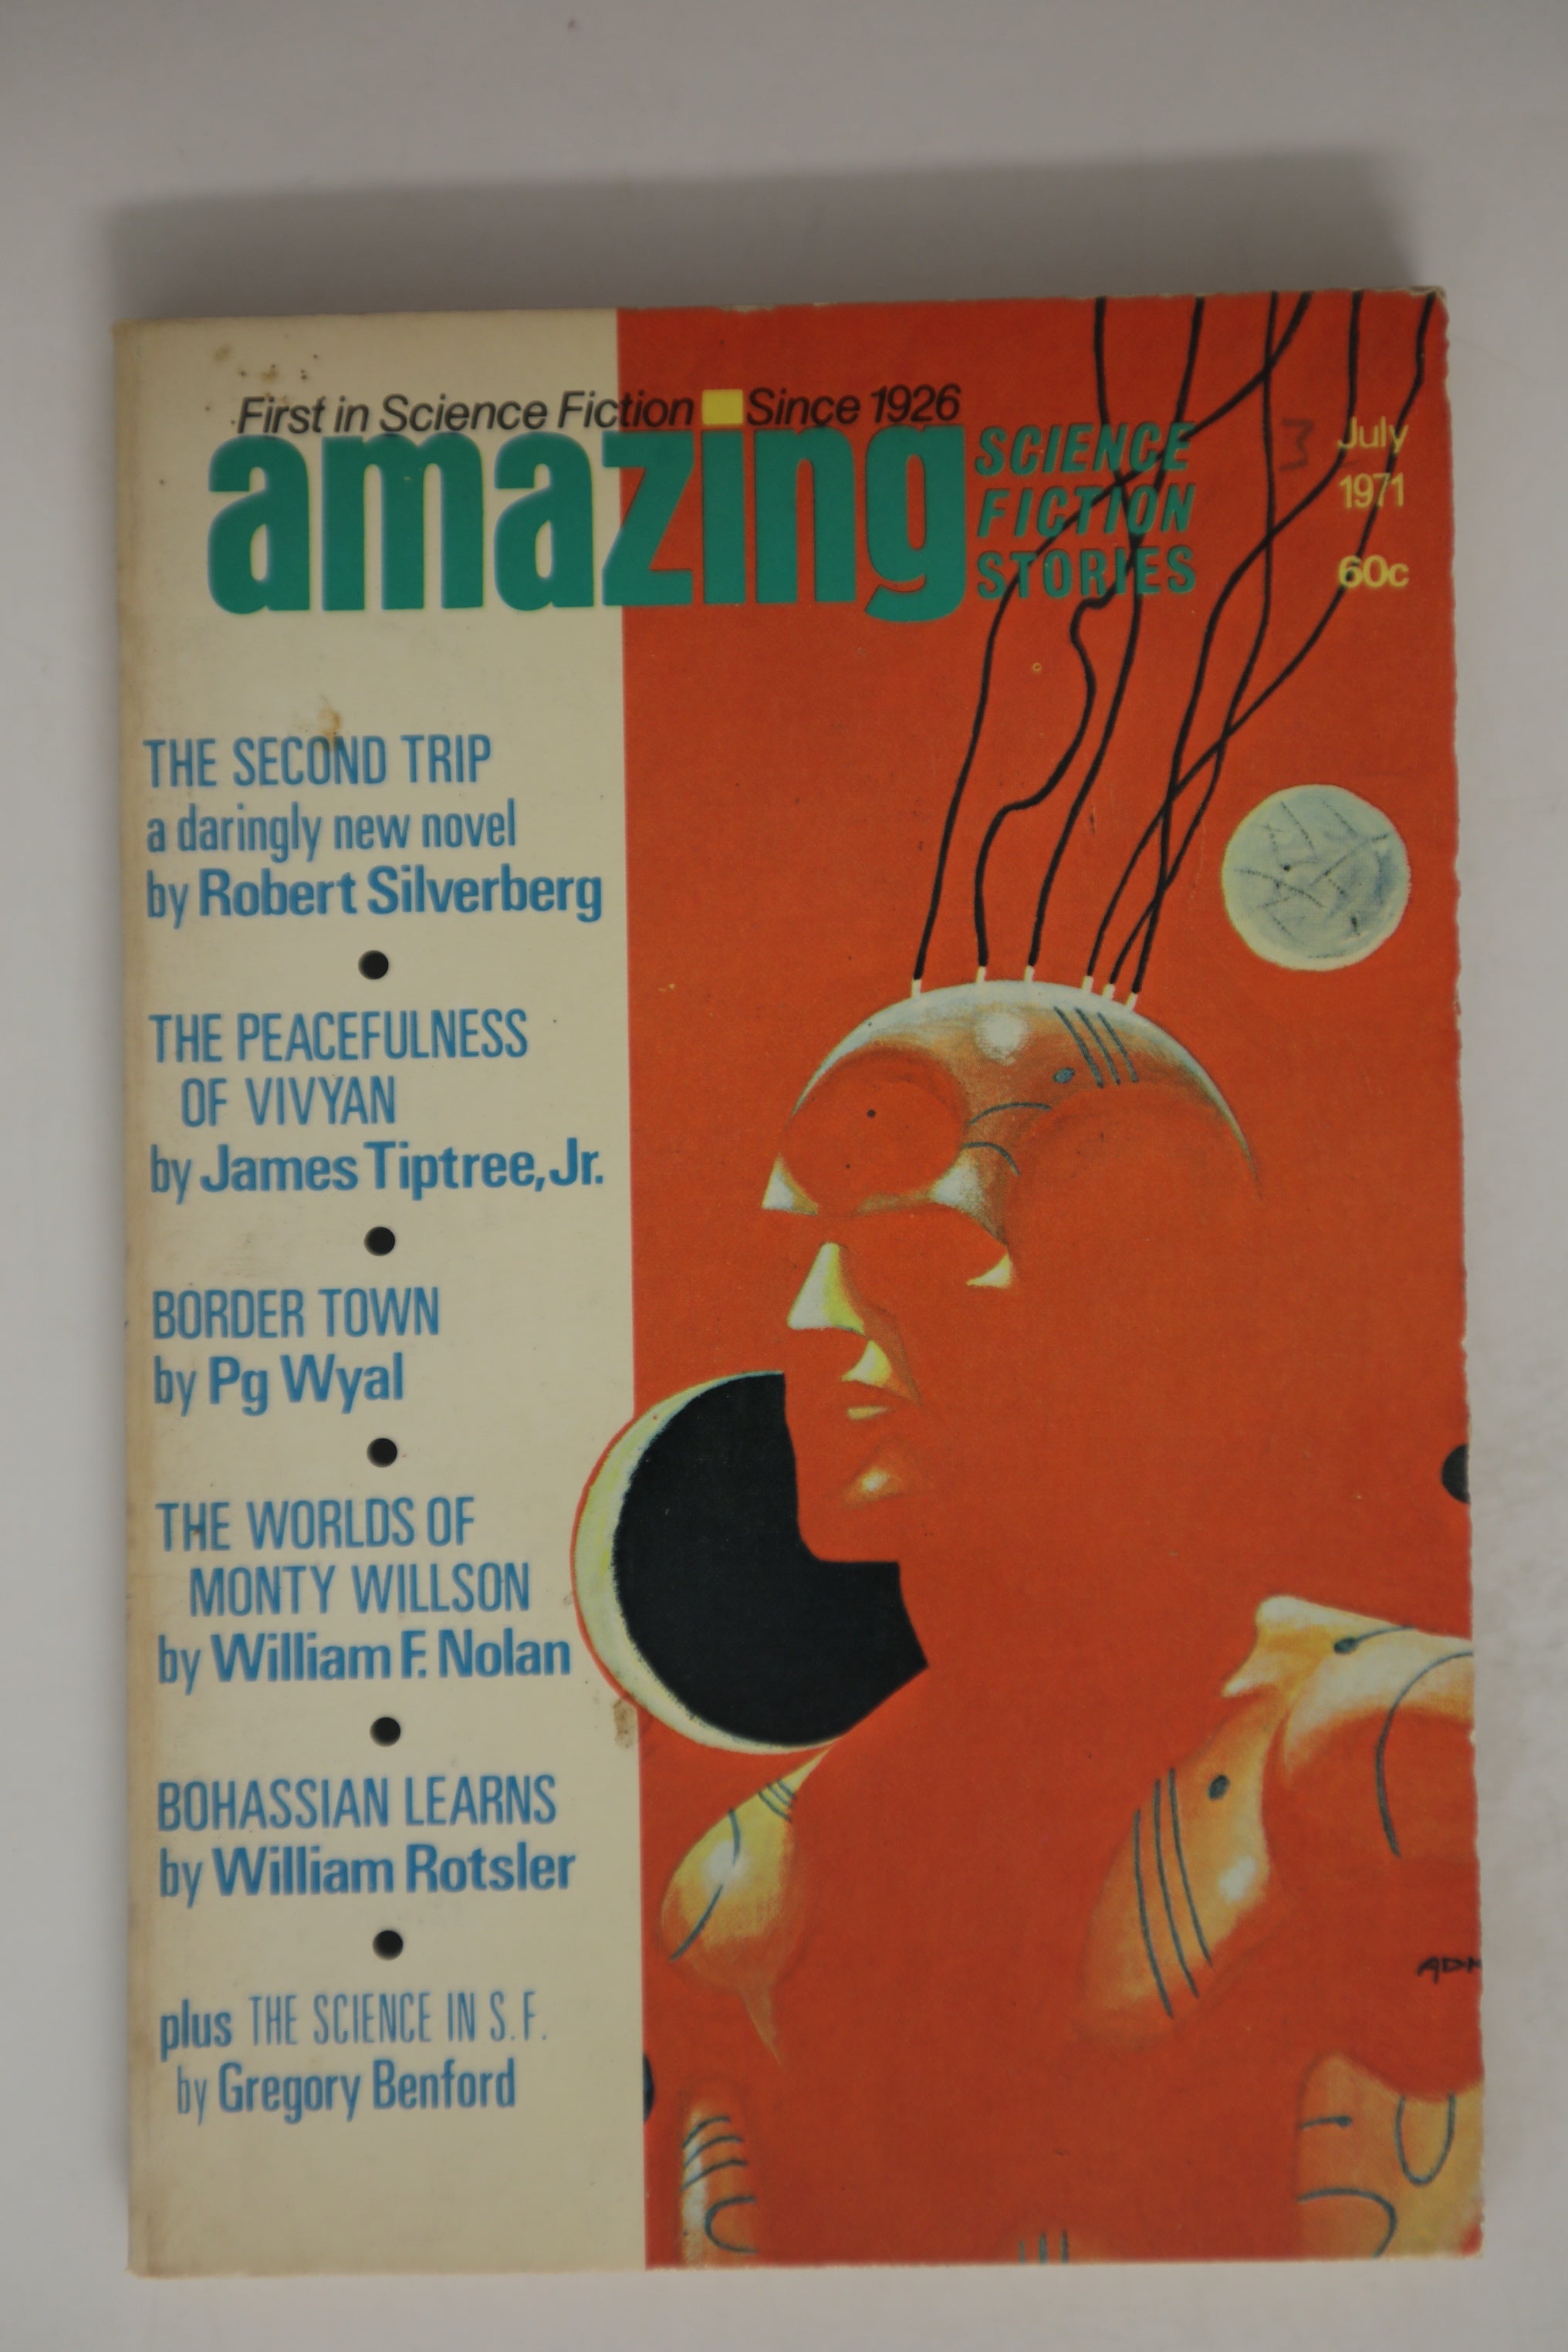 First in Science Fiction Since 1926
amazing
SCIENCE
FICTION
STORIES
3
July
1971
60c
THE SECOND TRIP
a daringly new novel
by Robert Silverberg
THE PEACEFULNESS
OF VIVYAN
by James Tiptree, Jr.
BORDER TOWN
by Pg Wyal
THE WORLDS OF
MONTY WILLSON
by William F. Nolan
BOHASSIAN LEARNS
by William Rotsler
plus THE SCIENCE IN S.F.
by Gregory Benford